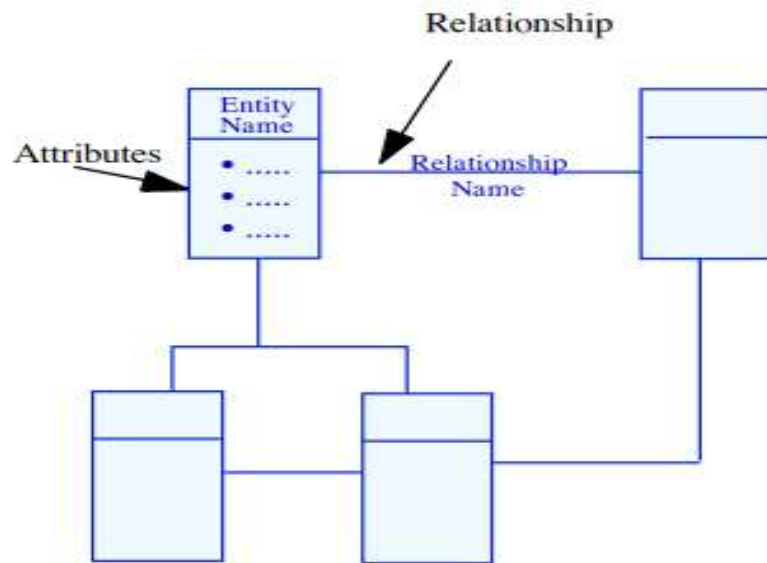 Relationship
Entity
Name
Attributes
• .....
• .....
• .....
Relationship
Name